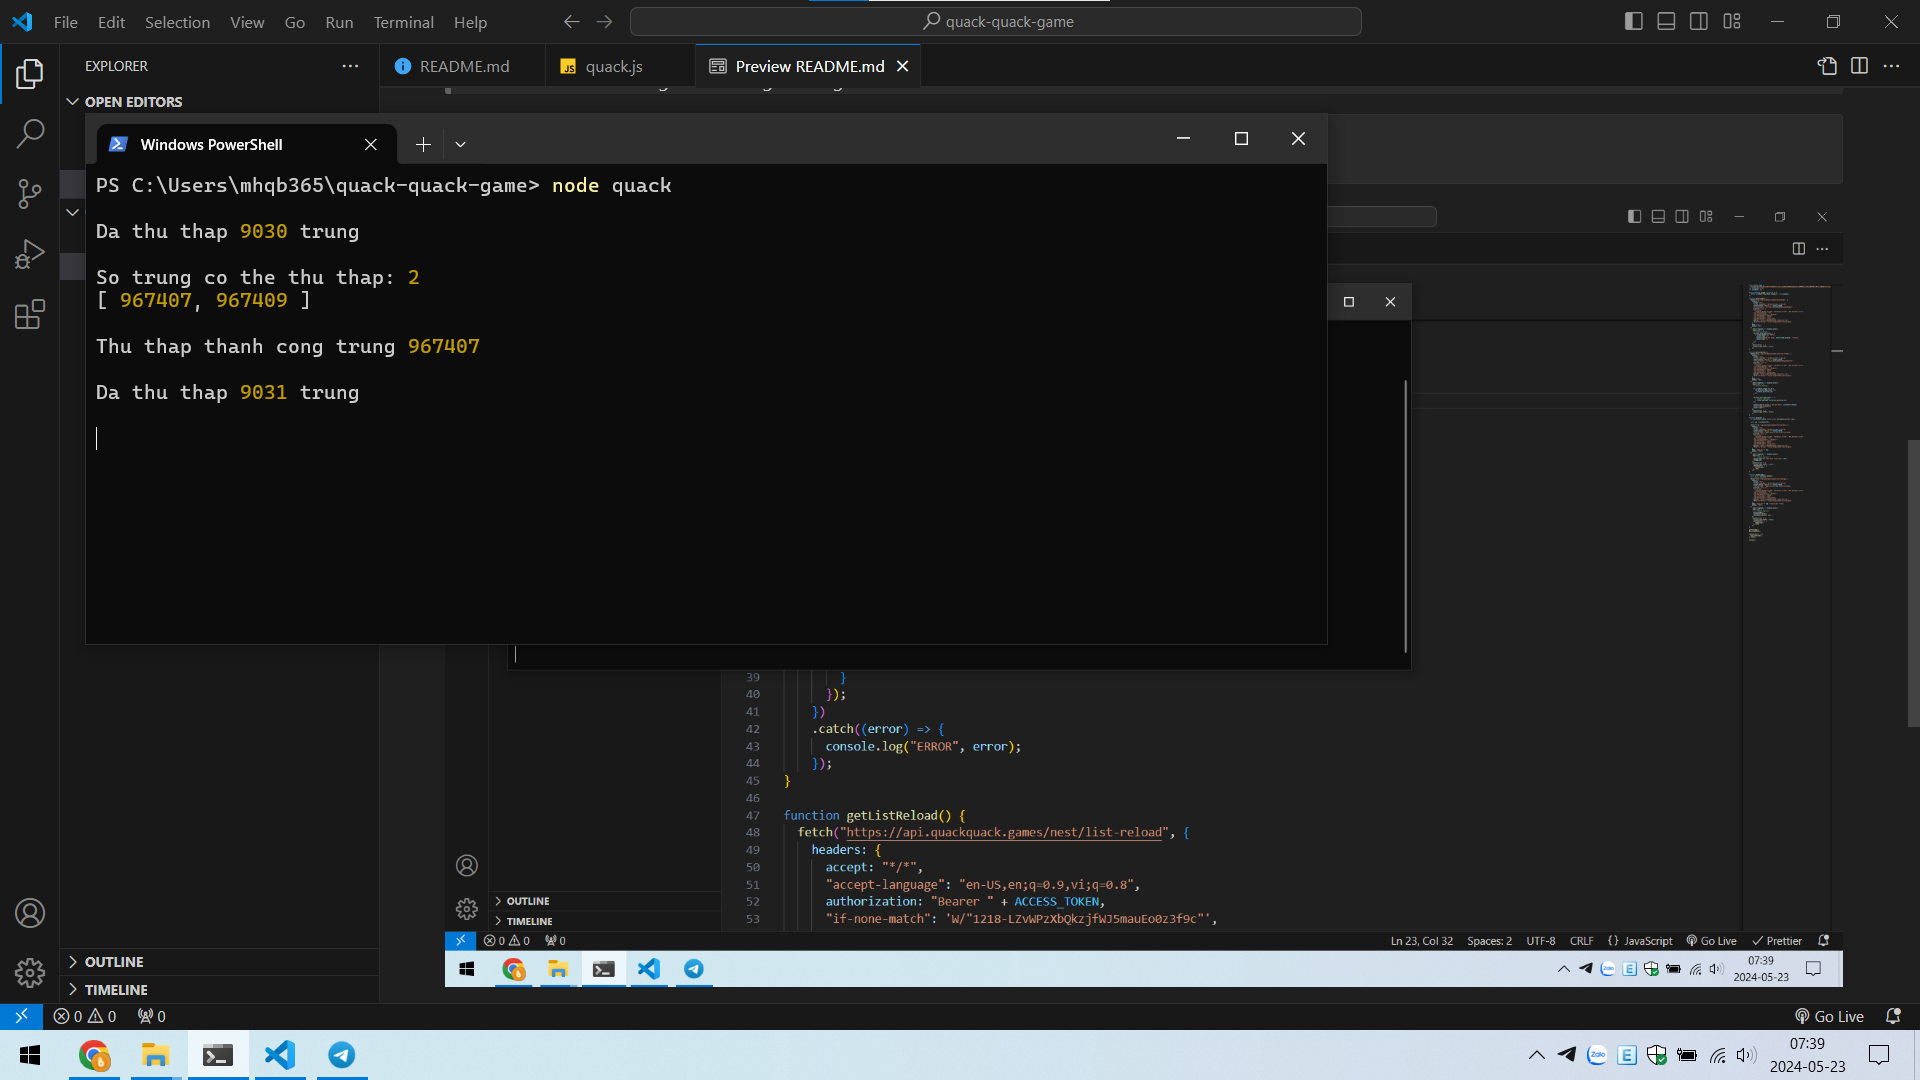 File Edit Selection View Go Run Terminal Help
quack-quack-game
EXPLORER
README.md
quack.js
Preview README.md
OPEN EDITORS
Windows PowerShell
PS C:\Users\mhqb365\quack-quack-game> node quack
Da thu thap 9030 trung
So trung co the thu thap: 2
[ 967407, 967409 ]
Thu thap thanh cong trung 967407
Da thu thap 9031 trung
39 }
40 });
41 })
42 .catch((error) => {
43 console.log("ERROR", error);
44 });
45 }
46
47 function getListReload() {
48 fetch("https://api.quackquack.games/nest/list-reload", {
49 headers: {
50 accept: "*/*",
51 "accept-language": "en-US,en;q=0.9,vi;q=0.8",
52 authorization: "Bearer " + ACCESS_TOKEN,
53 "if-none-match": 'W/"1218-LZvWPzXbQkzjfWJ5mauEo0z3f9c"',
OUTLINE
TIMELINE
0 0 0
Ln 23, Col 32 Spaces: 2 UTF-8 CRLF {} JavaScript Go Live Prettier
Zalo E
07:39
2024-05-23
OUTLINE
TIMELINE
0 0 0
Go Live
Zalo E
07:39
2024-05-23